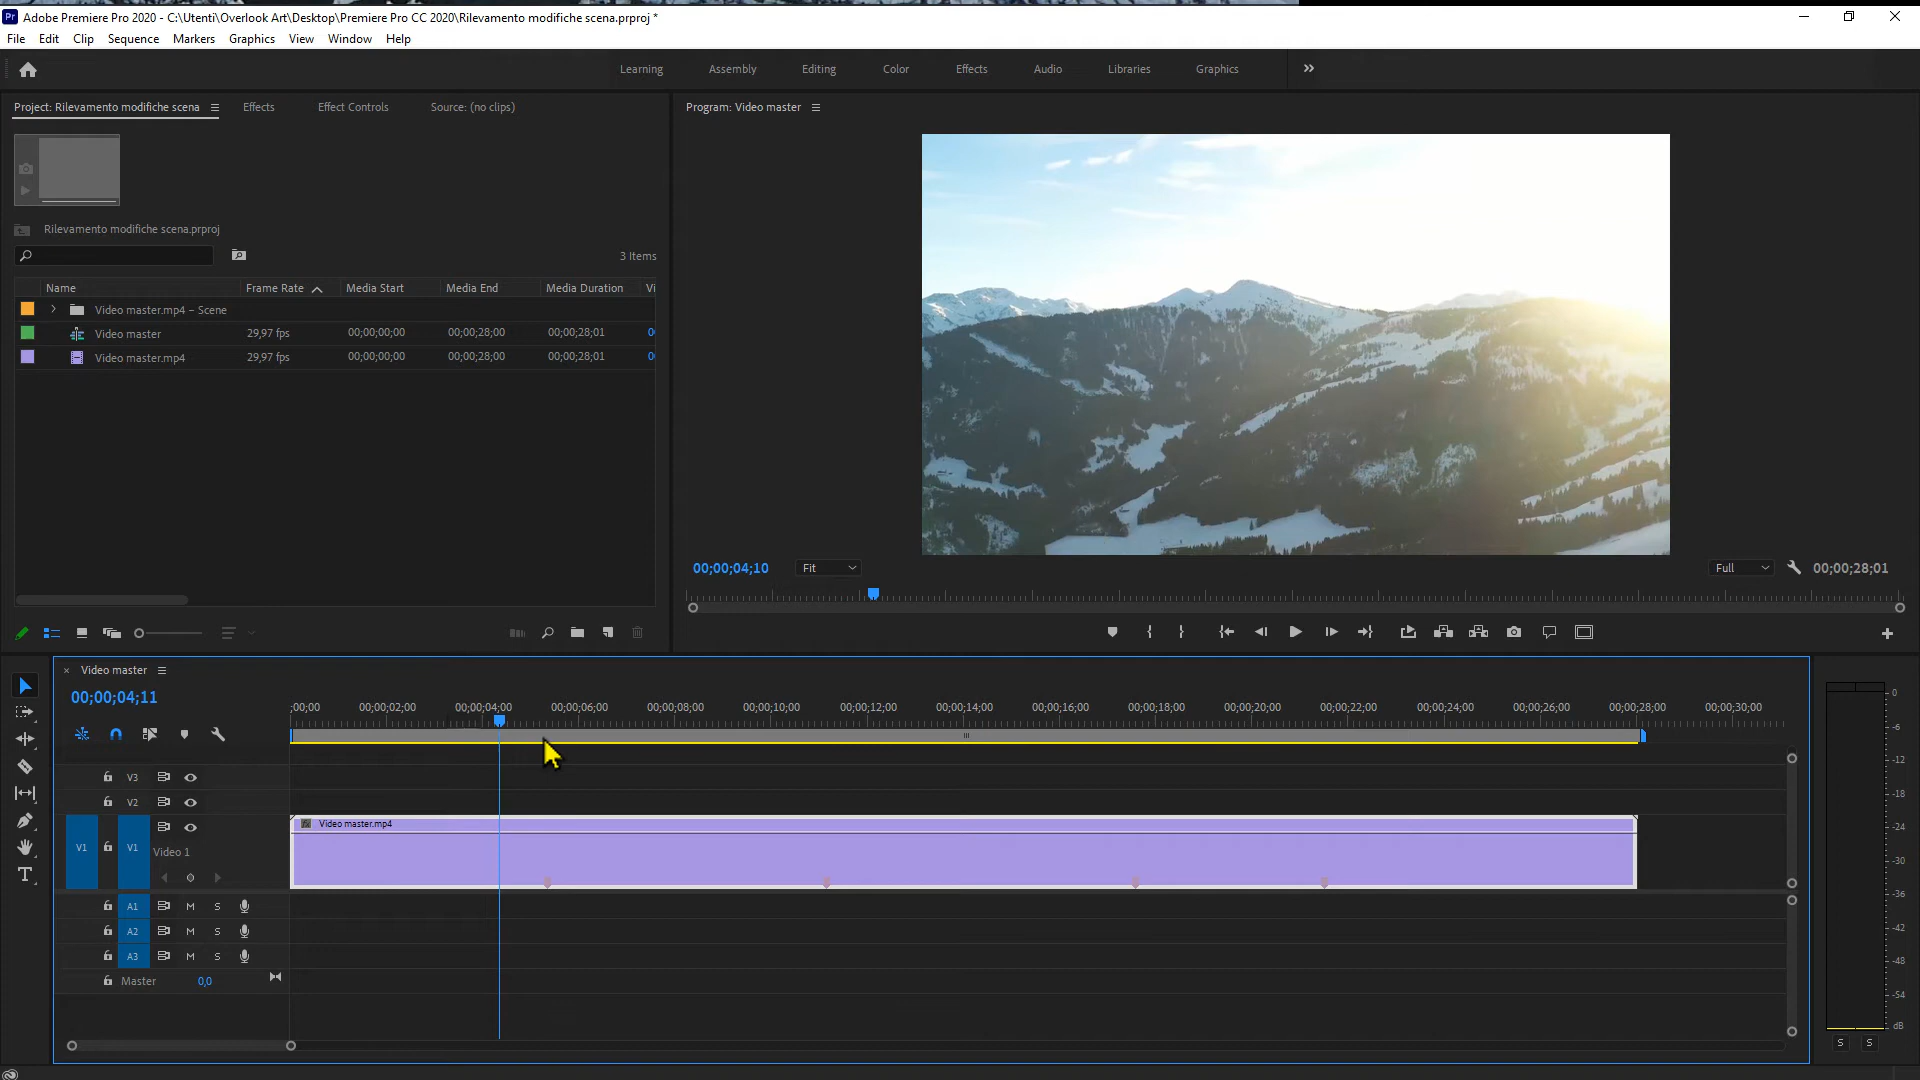 Adobe Premiere Pro 2020 - C:\Utenti\Overlook Art\Desktop\Premiere Pro CC 2020\Rilevamento modifiche scena.prproj *
File Edit Clip Sequence Markers Graphics View Window Help
Learning Assembly Editing Color Effects Audio Libraries Graphics
Project: Rilevamento modifiche scena Effects Effect Controls Source: (no clips)
Program: Video master
Rilevamento modifiche scena.prproj
3 Items
Name Frame Rate Media Start Media End Media Duration Vi
Video master.mp4 – Scene
Video master 29,97 fps 00;00;00;00 00;00;28;00 00;00;28;01 00
Video master.mp4 29,97 fps 00;00;00;00 00;00;28;00 00;00;28;01 00
00;00;04;10 Fit Full 00;00;28;01
× Video master
00;00;04;11
;00;00 00;00;02;00 00;00;04;00 00;00;06;00 00;00;08;00 00;00;10;00 00;00;12;00 00;00;14;00 00;00;16;00 00;00;18;00 00;00;20;00 00;00;22;00 00;00;24;00 00;00;26;00 00;00;28;00 00;00;30;00
V3
V2
fx Video master.mp4
V1 V1 Video 1
A1 M S
A2 M S
A3 M S
Master 0,0
0
-6
-12
-18
-24
-30
-36
-42
-48
-54
dB
S S